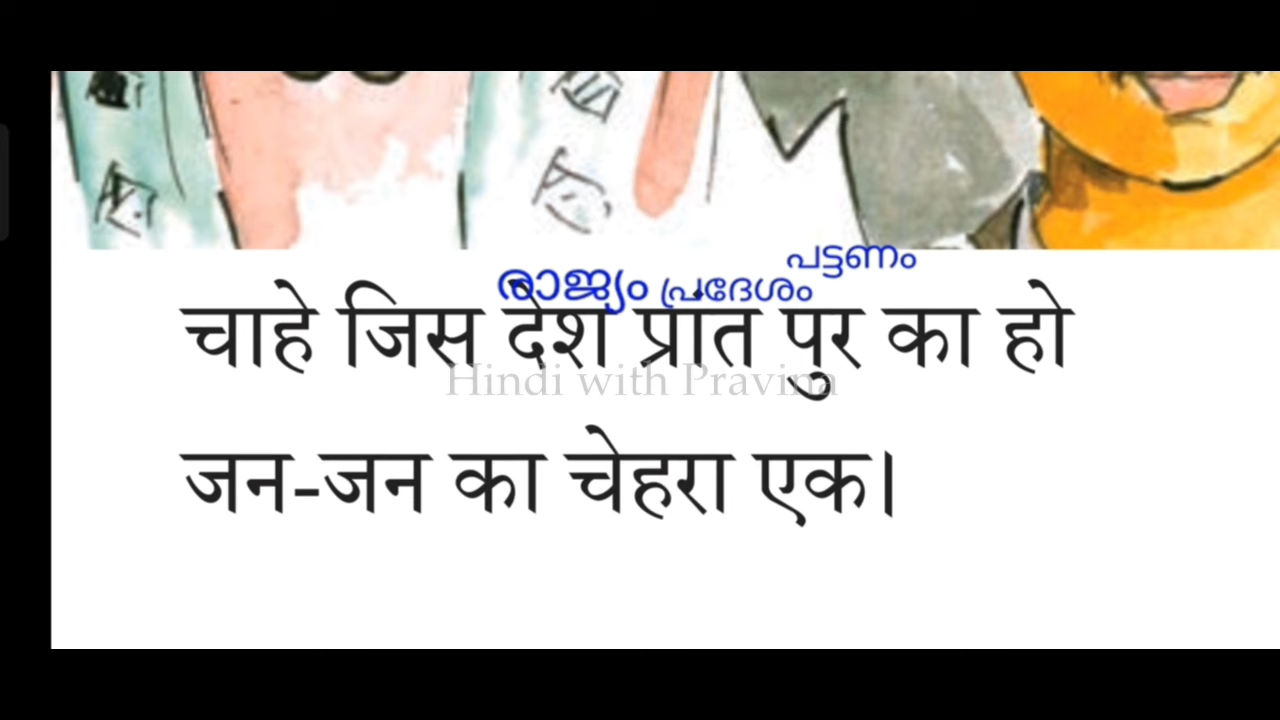 പട്ടണം
രാജ്യം പ്രദേശം
चाहे जिस देश प्रांत पुर का हो
Hindi with Pravina
जन-जन का चेहरा एक।